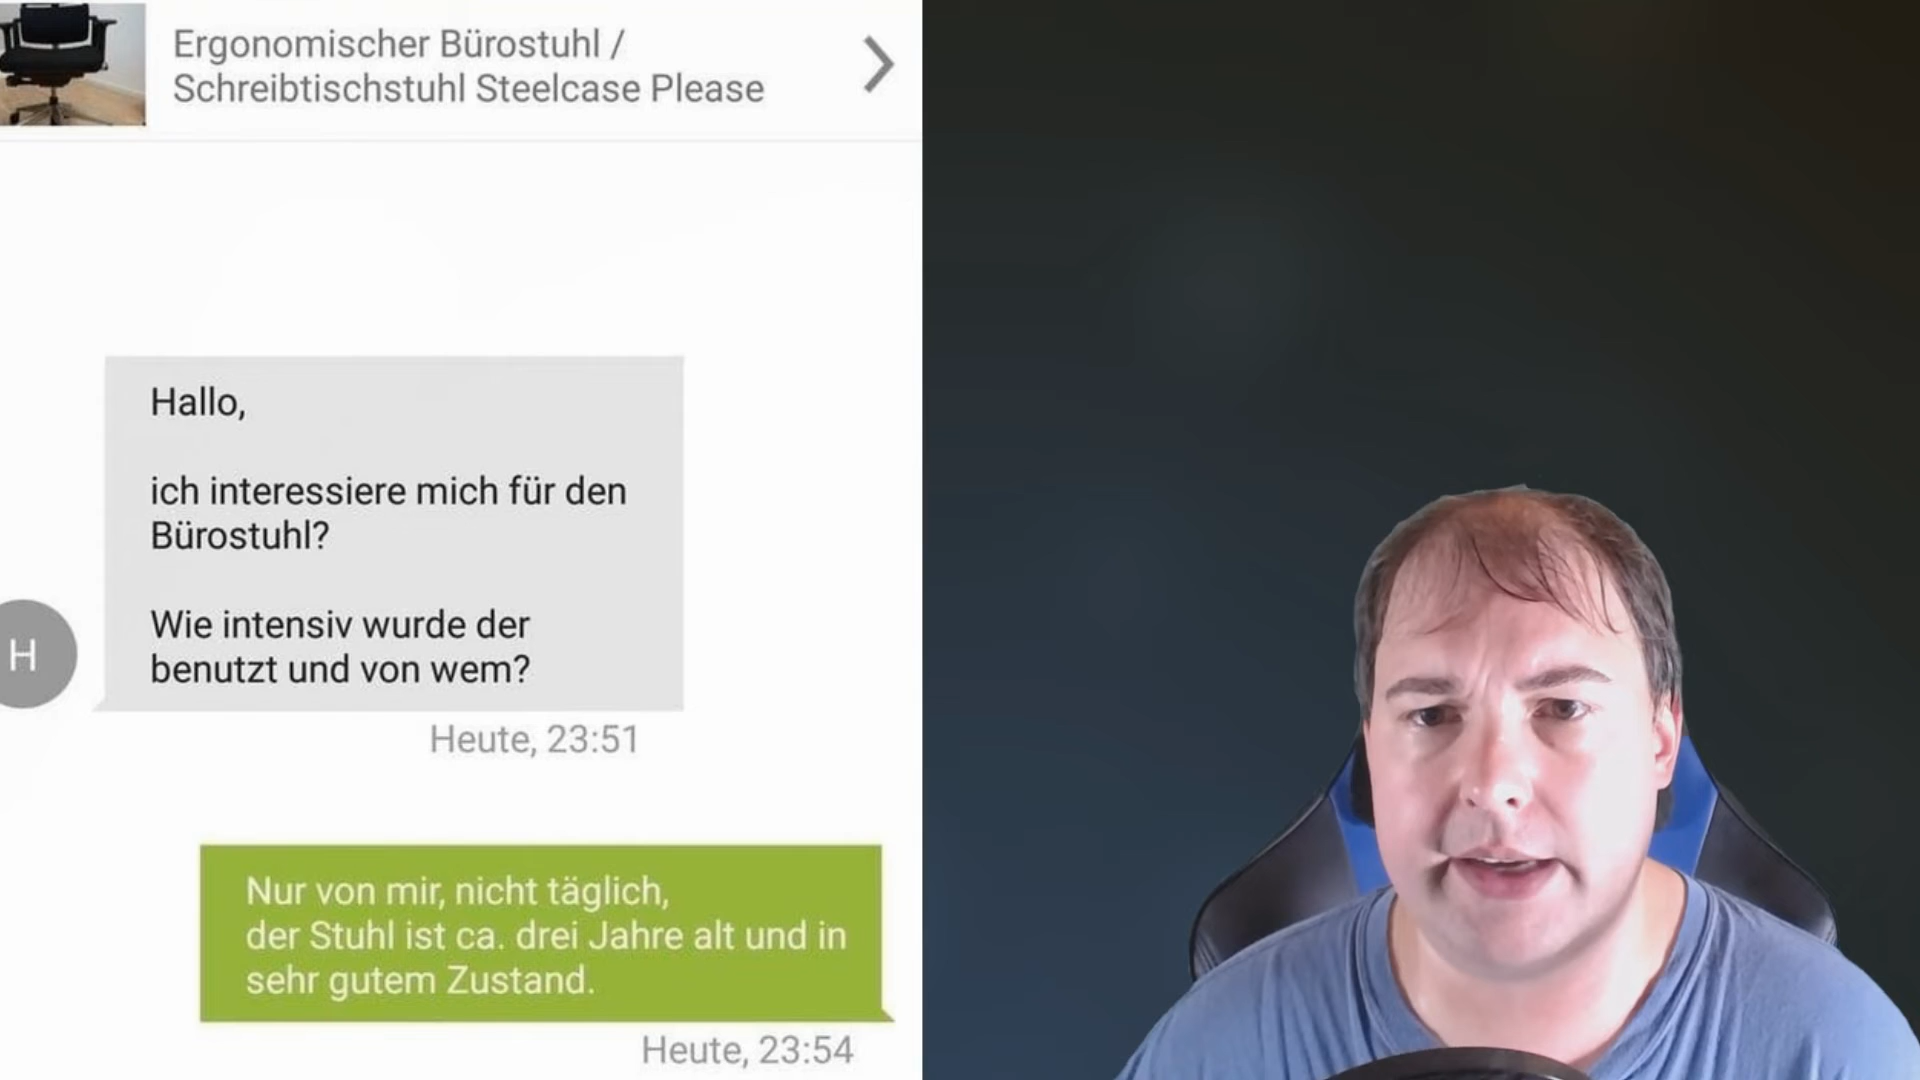 Ergonomischer Bürostuhl /
Schreibtischstuhl Steelcase Please
Hallo,
ich interessiere mich für den
Bürostuhl?
Wie intensiv wurde der
benutzt und von wem?
H
Heute, 23:51
Nur von mir, nicht täglich,
der Stuhl ist ca. drei Jahre alt und in
sehr gutem Zustand.
Heute, 23:54